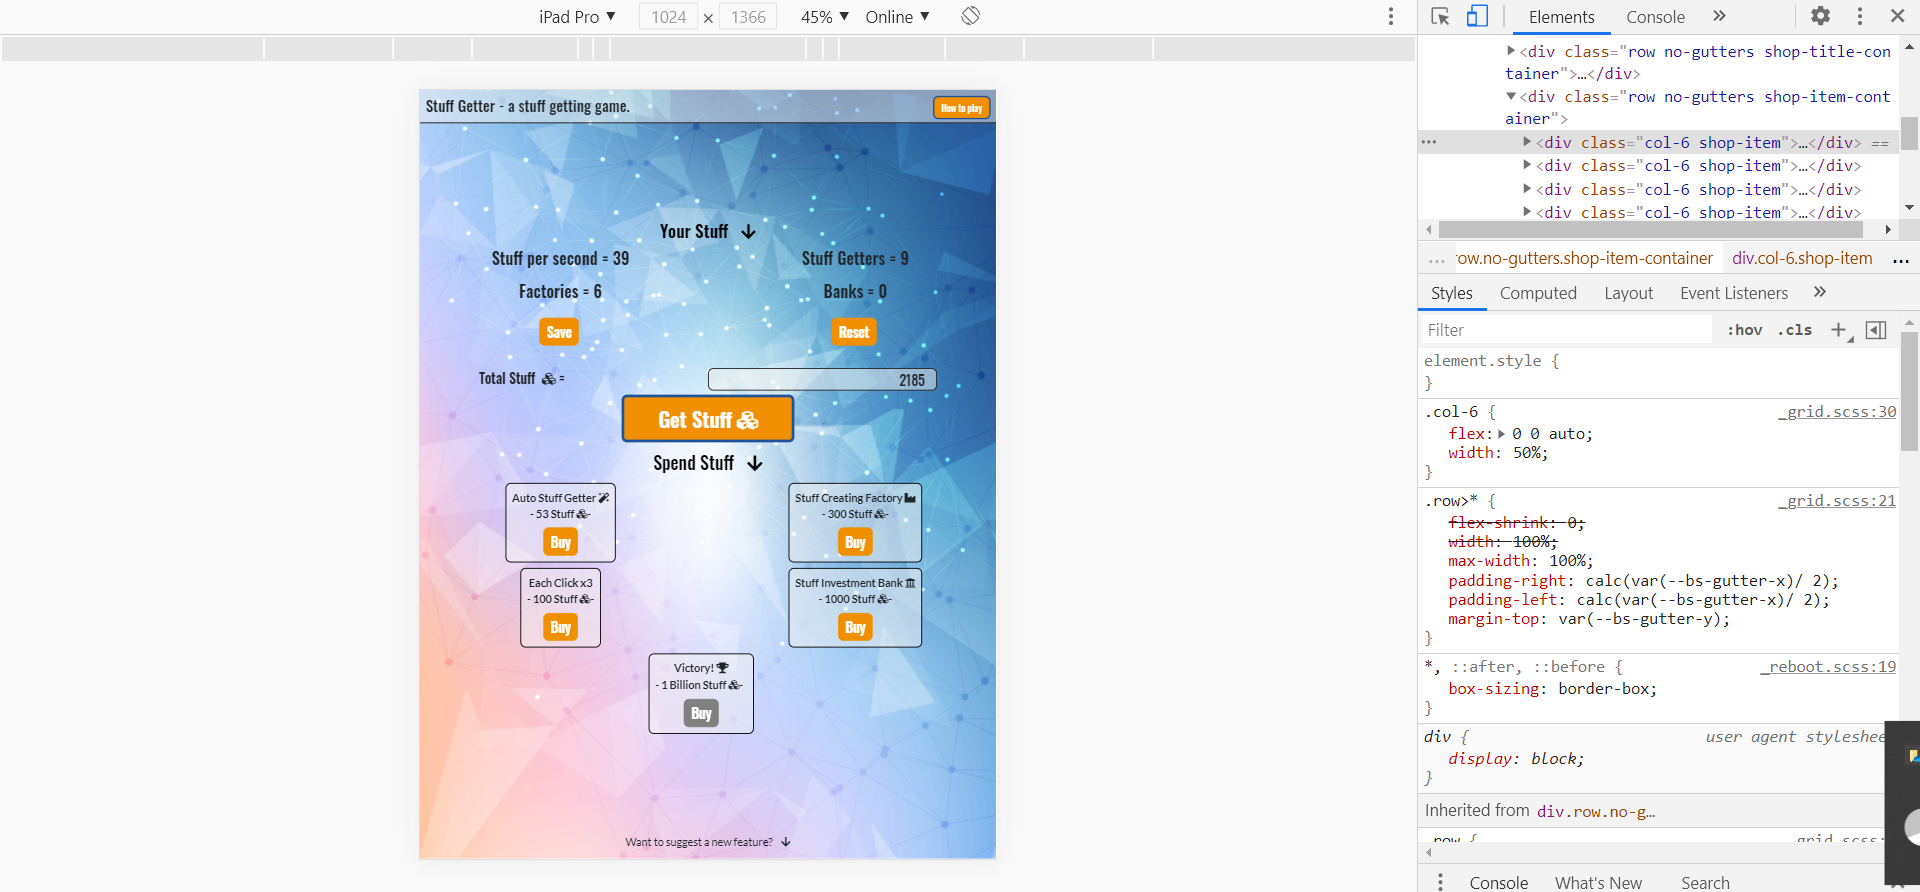 iPad Pro ▼ 1024 × 1366 45% ▼ Online ▼
Stuff Getter - a stuff getting game.
How to play
Your Stuff
Stuff per second = 39
Stuff Getters = 9
Factories = 6
Banks = 0
Save
Reset
Total Stuff =
2185
Get Stuff
Spend Stuff
Auto Stuff Getter
- 53 Stuff -
Buy
Stuff Creating Factory
- 300 Stuff -
Buy
Each Click x3
- 100 Stuff -
Buy
Stuff Investment Bank
- 1000 Stuff -
Buy
Victory!
- 1 Billion Stuff -
Buy
Want to suggest a new feature?
Elements Console »
▶<div class="row no-gutters shop-title-con
tainer">…</div>
▼<div class="row no-gutters shop-item-cont
ainer">
… ▶<div class="col-6 shop-item">…</div> ==
▶<div class="col-6 shop-item">…</div>
▶<div class="col-6 shop-item">…</div>
▶<div class="col-6 shop-item">…</div>
… row.no-gutters.shop-item-container div.col-6.shop-item …
Styles Computed Layout Event Listeners »
Filter :hov .cls +
element.style {
}
.col-6 { _grid.scss:30
flex:▶ 0 0 auto;
width: 50%;
}
.row>* { _grid.scss:21
flex-shrink: 0;
width: 100%;
max-width: 100%;
padding-right: calc(var(--bs-gutter-x)/ 2);
padding-left: calc(var(--bs-gutter-x)/ 2);
margin-top: var(--bs-gutter-y);
}
*, ::after, ::before { _reboot.scss:19
box-sizing: border-box;
}
div { user agent styleshee
display: block;
}
Inherited from div.row.no-g…
.row { _grid.scss:
Console What's New Search